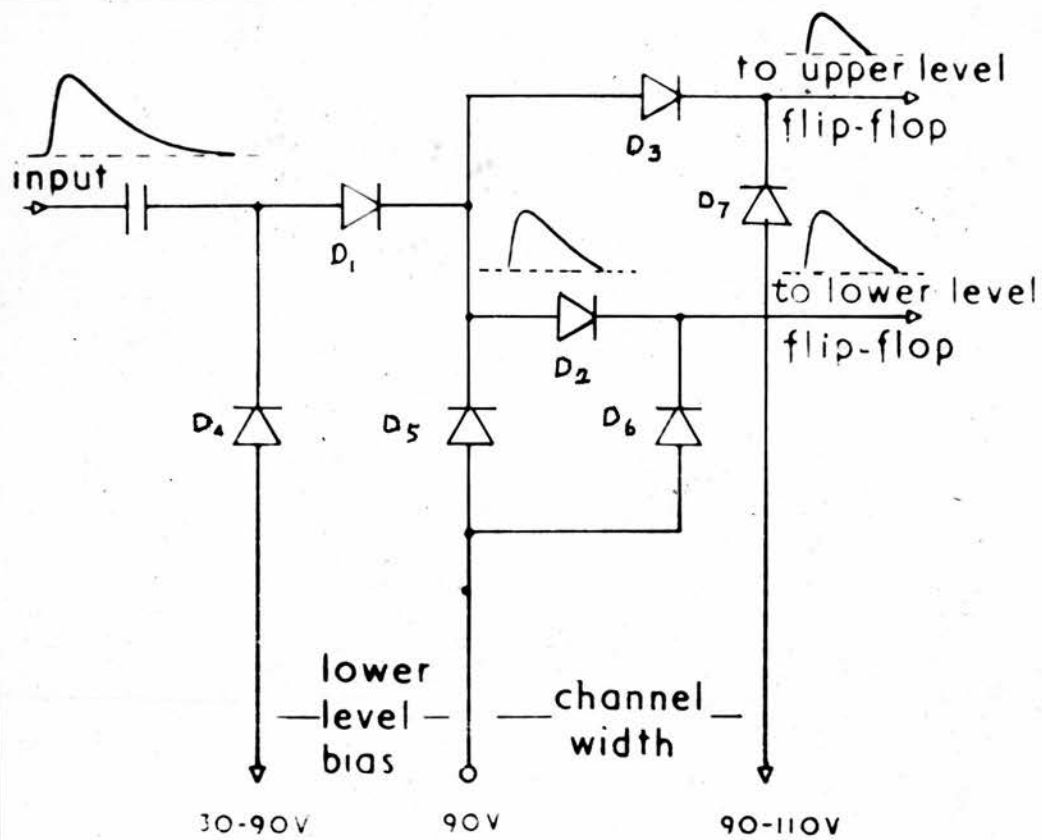 to upper level
flip-flop
D3
input
D1
D7
to lower level
flip-flop
D2
D4
D5
D6
lower
level
bias
channel
width
30-90V
90V
90-110V